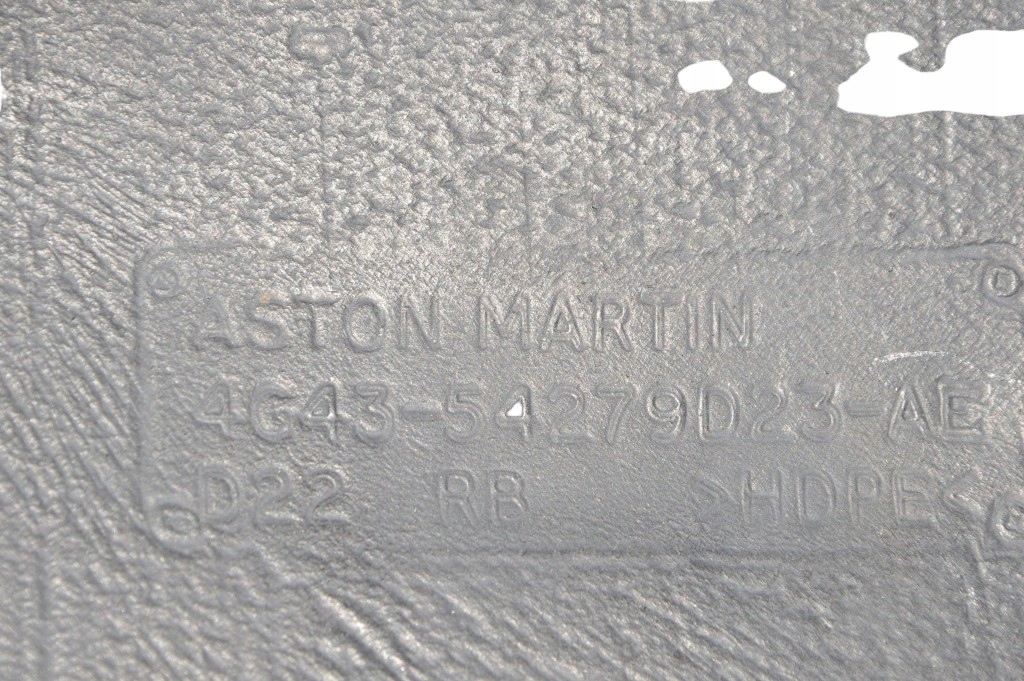 ASTON MARTIN
4G43-54279D23-AE
D22 RB >HDPE<